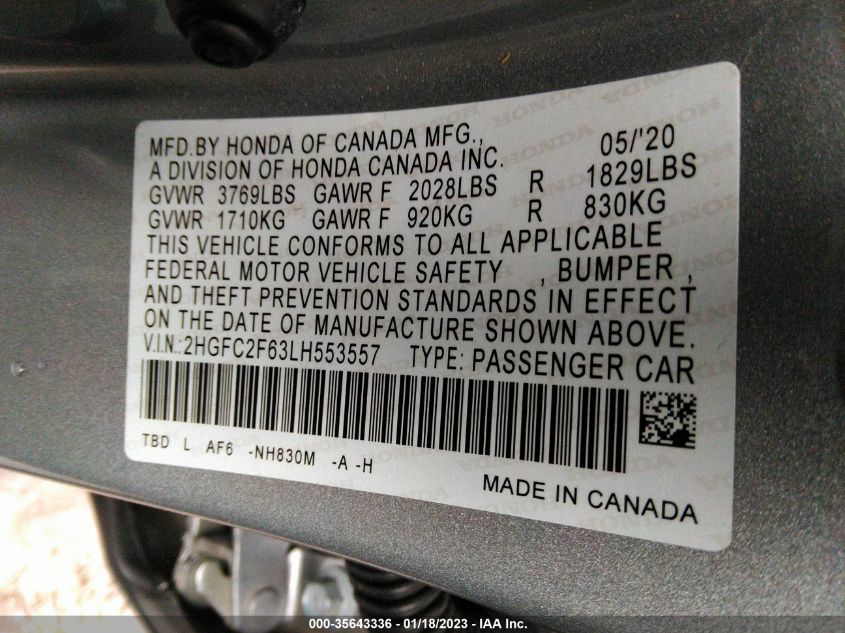 MFD.BY HONDA OF CANADA MFG., 05/'20
A DIVISION OF HONDA CANADA INC.
GVWR 3769LBS GAWR F 2028LBS R 1829LBS
GVWR 1710KG GAWR F 920KG R 830KG
THIS VEHICLE CONFORMS TO ALL APPLICABLE
FEDERAL MOTOR VEHICLE SAFETY , BUMPER ,
AND THEFT PREVENTION STANDARDS IN EFFECT
ON THE DATE OF MANUFACTURE SHOWN ABOVE.
V.I.N.:2HGFC2F63LH553557 TYPE: PASSENGER CAR
TBD L AF6 -NH830M -A -H
MADE IN CANADA
000-35643336 - 01/18/2023 - IAA Inc.